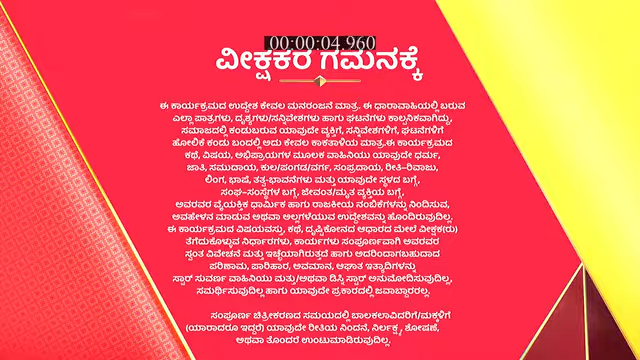 00:00:04.960
ವೀಕ್ಷಕರ ಗಮನಕ್ಕೆ
ಈ ಕಾರ್ಯಕ್ರಮದ ಉದ್ದೇಶ ಕೇವಲ ಮನರಂಜನೆ ಮಾತ್ರ. ಈ ಧಾರಾವಾಹಿಯಲ್ಲಿ ಬರುವ
ಎಲ್ಲಾ ಪಾತ್ರಗಳು, ದೃಶ್ಯಗಳು/ಸನ್ನಿವೇಶಗಳು ಹಾಗು ಘಟನೆಗಳು ಕಾಲ್ಪನಿಕವಾಗಿದ್ದು,
ಸಮಾಜದಲ್ಲಿ ಕಂಡುಬರುವ ಯಾವುದೇ ವ್ಯಕ್ತಿಗೆ, ಸನ್ನಿವೇಶಗಳಿಗೆ, ಘಟನೆಗಳಿಗೆ
ಹೋಲಿಕೆ ಕಂಡು ಬಂದಲ್ಲಿ ಅದು ಕೇವಲ ಕಾಕತಾಳಿಯ ಮಾತ್ರ.ಈ ಕಾರ್ಯಕ್ರಮದ
ಕಥೆ, ವಿಷಯ, ಅಭಿಪ್ರಾಯಗಳ ಮೂಲಕ ವಾಹಿನಿಯು ಯಾವುದೇ ಧರ್ಮ,
ಜಾತಿ, ಸಮುದಾಯ, ಕುಲ/ಪಂಗಡ/ವರ್ಗ, ಸಂಪ್ರದಾಯ, ರೀತಿ-ರಿವಾಜು,
ಲಿಂಗ, ಭಾಷೆ, ತತ್ವ-ಭಾವನೆಗಳು ಮತ್ತು ಯಾವುದೇ ಸ್ಥಳದ ಬಗ್ಗೆ,
ಸಂಘ-ಸಂಸ್ಥೆಗಳ ಬಗ್ಗೆ, ಜೀವಂತ/ಮೃತ ವ್ಯಕ್ತಿಯ ಬಗ್ಗೆ,
ಅವರವರ ವೈಯಕ್ತಿಕ ಧಾರ್ಮಿಕ ಹಾಗು ರಾಜಕೀಯ ನಂಬಿಕೆಗಳನ್ನು ನಿಂದಿಸುವ,
ಅವಹೇಳನ ಮಾಡುವ ಅಥವಾ ಅಲ್ಲಗಳೆಯುವ ಉದ್ದೇಶವನ್ನು ಹೊಂದಿರುವುದಿಲ್ಲ.
ಈ ಕಾರ್ಯಕ್ರಮದ ವಿಷಯವಸ್ತು, ಕಥೆ, ದೃಷ್ಟಿಕೋನದ ಆಧಾರದ ಮೇಲೆ ವೀಕ್ಷಕ(ರು)
ತೆಗೆದುಕೊಳ್ಳುವ ನಿರ್ಧಾರಗಳು, ಕಾರ್ಯಗಳು ಸಂಪೂರ್ಣವಾಗಿ ಅವರವರ
ಸ್ವಂತ ವಿವೇಚನೆ ಮತ್ತು ಇಚ್ಛೆಯಾಗಿರುತ್ತದೆ ಹಾಗು ಅದರಿಂದಾಗಬಹುದಾದ
ಪರಿಣಾಮ, ಪಾರಿಹಾರ, ಅವಮಾನ, ಆಘಾತ ಇತ್ಯಾದಿಗಳನ್ನು
ಸ್ಟಾರ್ ಸುವರ್ಣ ವಾಹಿನಿಯು ಮತ್ತು/ಅಥವಾ ಡಿಸ್ನಿ ಸ್ಟಾರ್ ಅನುಮೋದಿಸುವುದಿಲ್ಲ,
ಸಮರ್ಥಿಸುವುದಿಲ್ಲ ಹಾಗು ಯಾವುದೇ ಪ್ರಕಾರದಲ್ಲಿ ಜವಾಬ್ದಾರರಲ್ಲ.
ಸಂಪೂರ್ಣ ಚಿತ್ರೀಕರಣದ ಸಮಯದಲ್ಲಿ ಬಾಲಕಲಾವಿದರಿಗೆ/ಮಕ್ಕಳಿಗೆ
(ಯಾರಾದರೂ ಇದ್ದರೆ) ಯಾವುದೇ ರೀತಿಯ ನಿಂದನೆ, ನಿರ್ಲಕ್ಷ್ಯ, ಶೋಷಣೆ,
ಅಥವಾ ತೊಂದರೆ ಉಂಟುಮಾಡಿರುವುದಿಲ್ಲ.